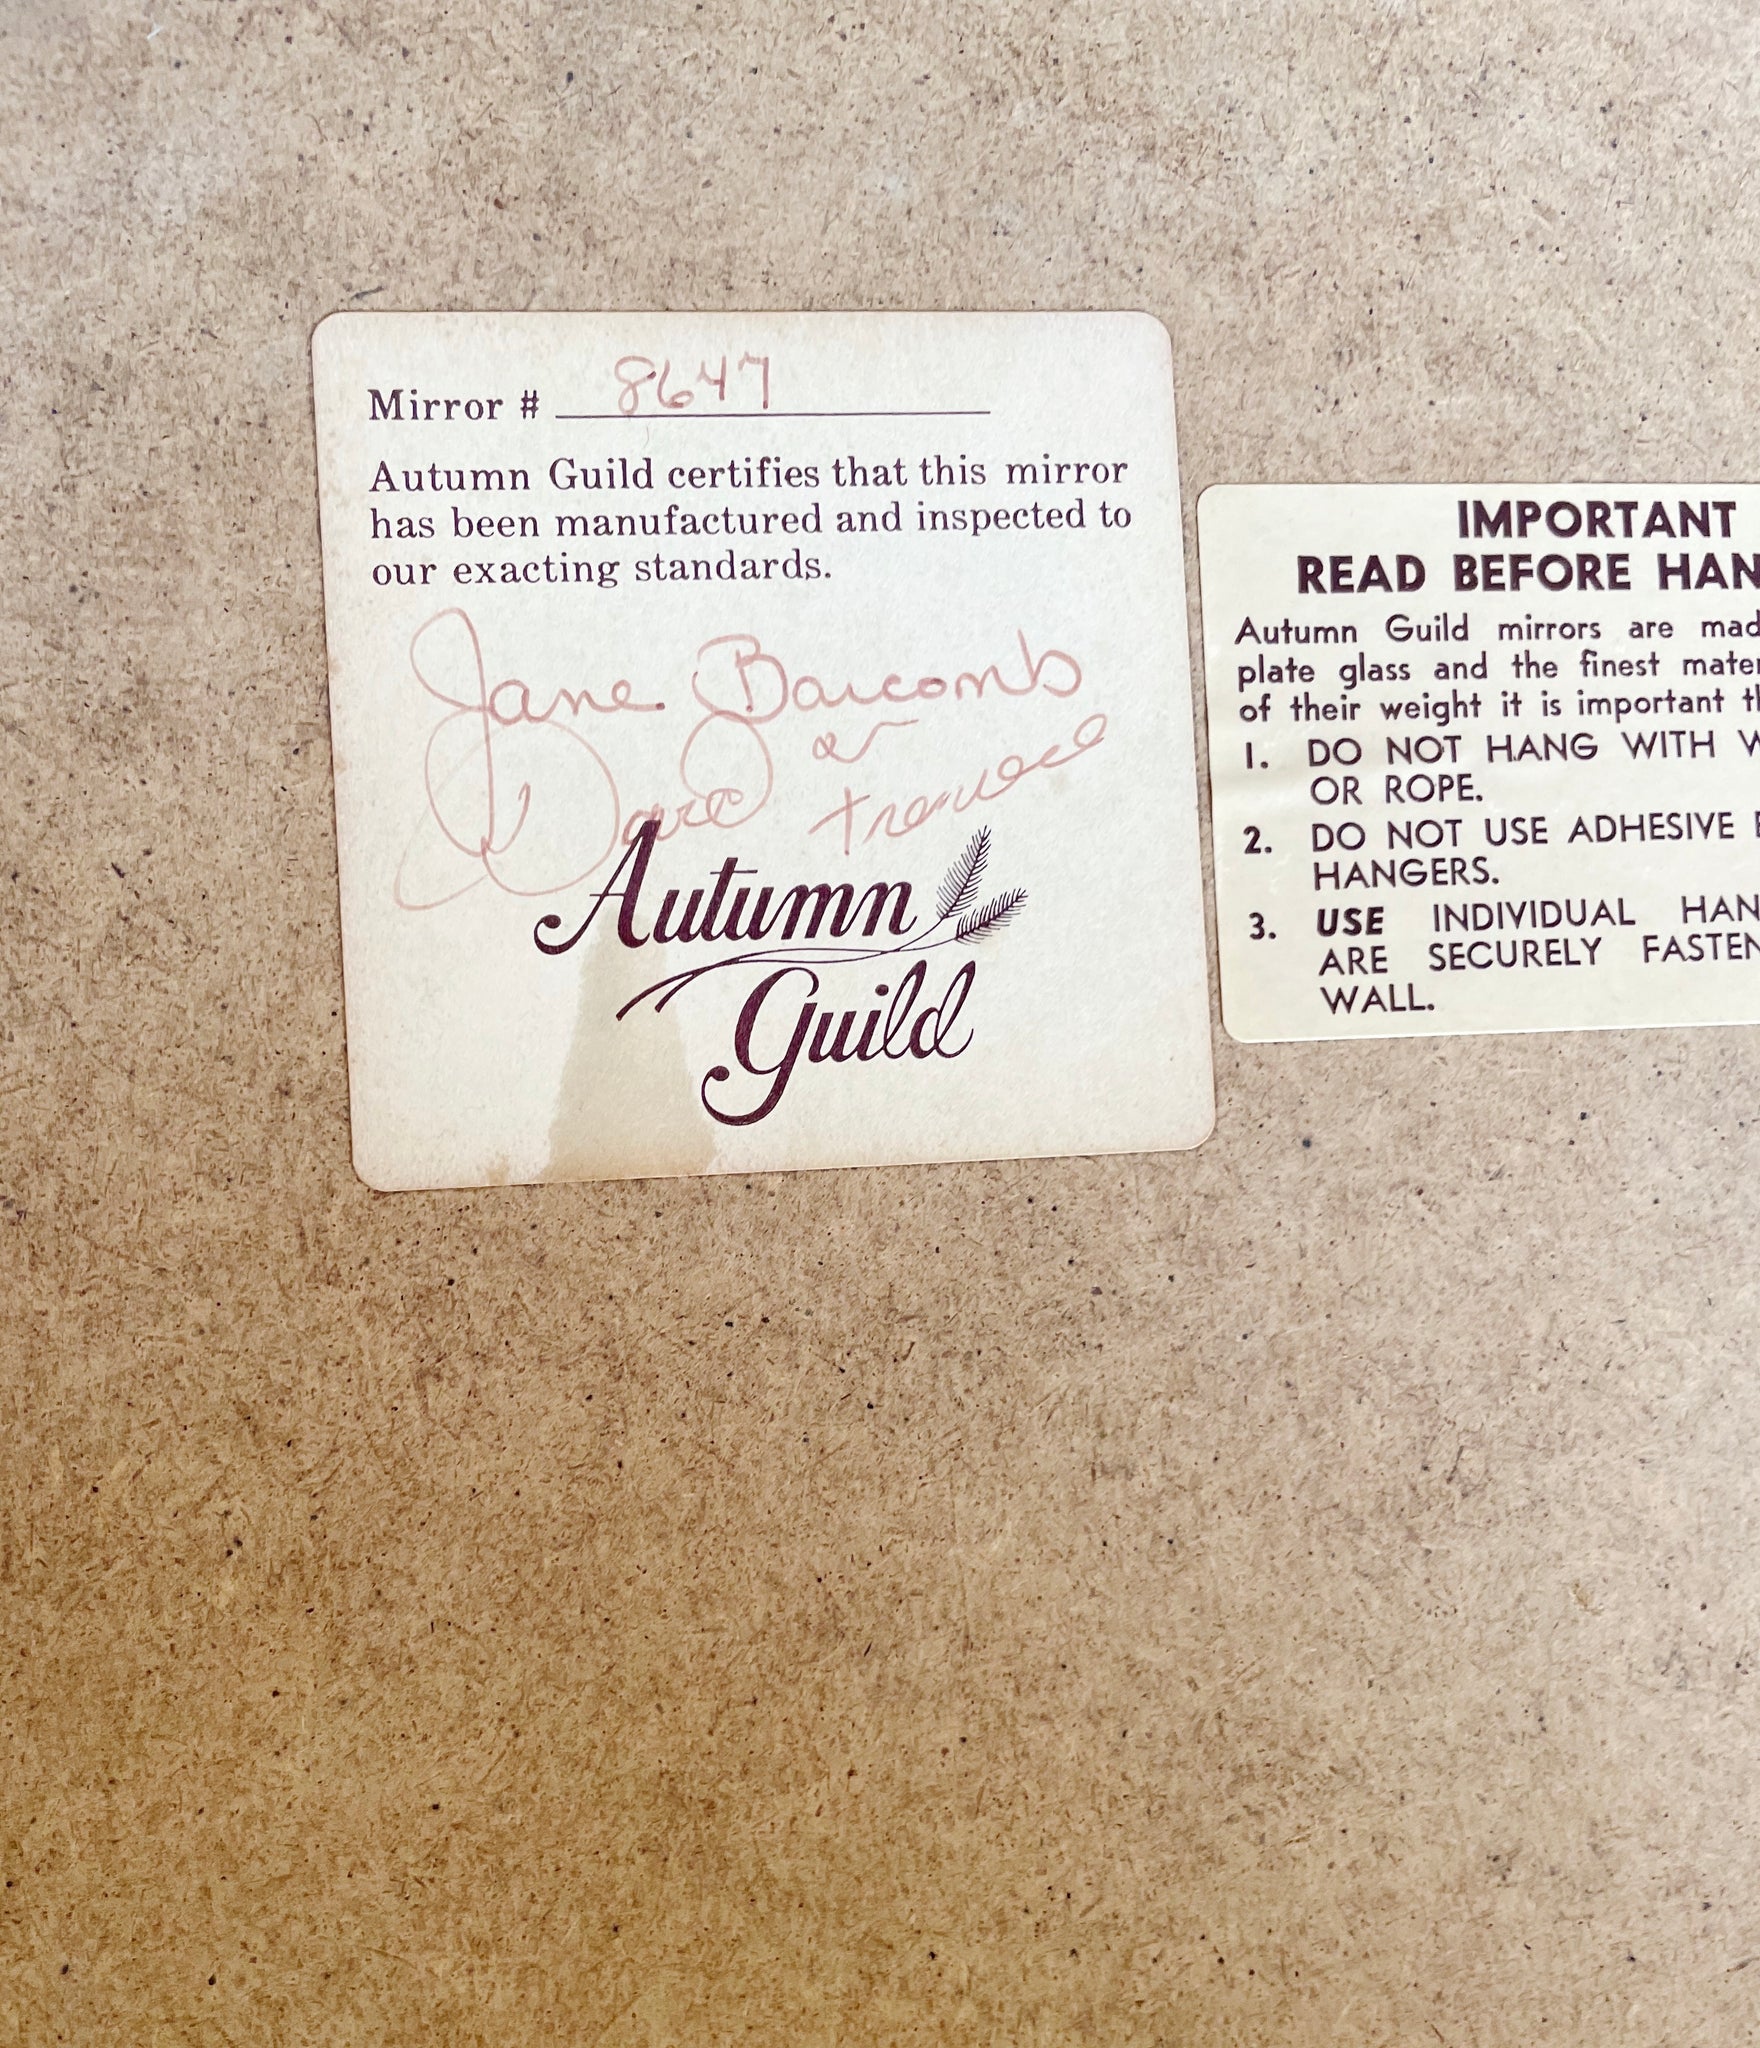 Mirror # 8647
Autumn Guild certifies that this mirror
has been manufactured and inspected to
our exacting standards.
Jane Barcomb
Autumn
Guild
IMPORTANT
READ BEFORE HAN
Autumn Guild mirrors are mad
plate glass and the finest mater
of their weight it is important th
1. DO NOT HANG WITH W
OR ROPE.
2. DO NOT USE ADHESIVE
HANGERS.
3. USE INDIVIDUAL HAN
ARE SECURELY FASTEN
WALL.